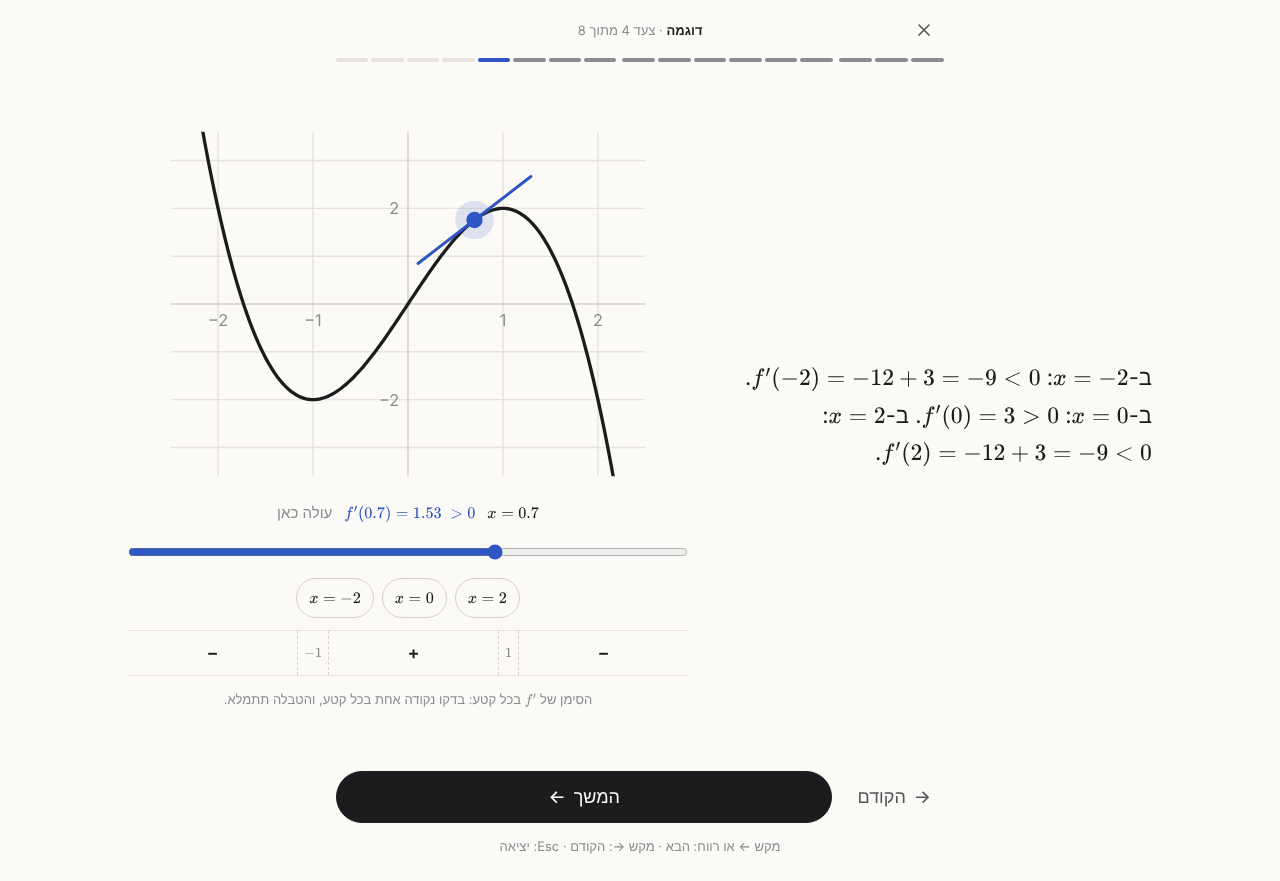 דוגמה · צעד 4 מתוך 8
2
−2
−1
1
2
−2
ב-x = −2: f′(−2) = −12 + 3 = −9 < 0.
ב-x = 0: f′(0) = 3 > 0. ב-x = 2:
f′(2) = −12 + 3 = −9 < 0.
x = 0.7 f′(0.7) = 1.53 > 0 עולה כאן
x = −2
x = 0
x = 2
− −1 + 1 −
הסימן של f′ בכל קטע: בדקו נקודה אחת בכל קטע, והטבלה תתמלא.
→ הקודם
המשך ←
מקש ← או רווח: הבא · מקש →: הקודם · Esc: יציאה